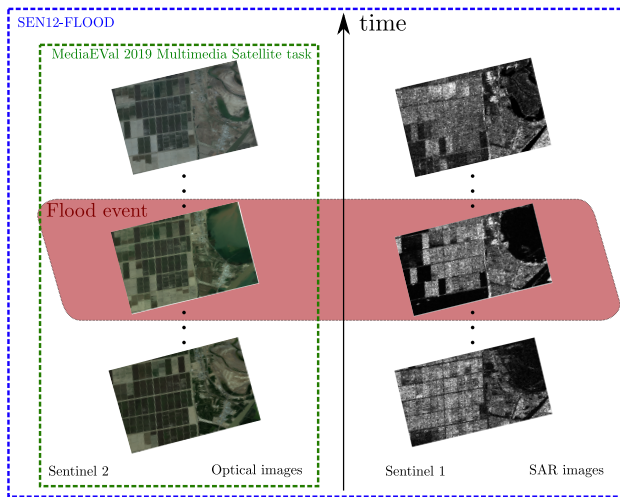 SEN12-FLOOD
time
MediaEVal 2019 Multimedia Satellite task
Flood event
Sentinel 2
Optical images
Sentinel 1
SAR images